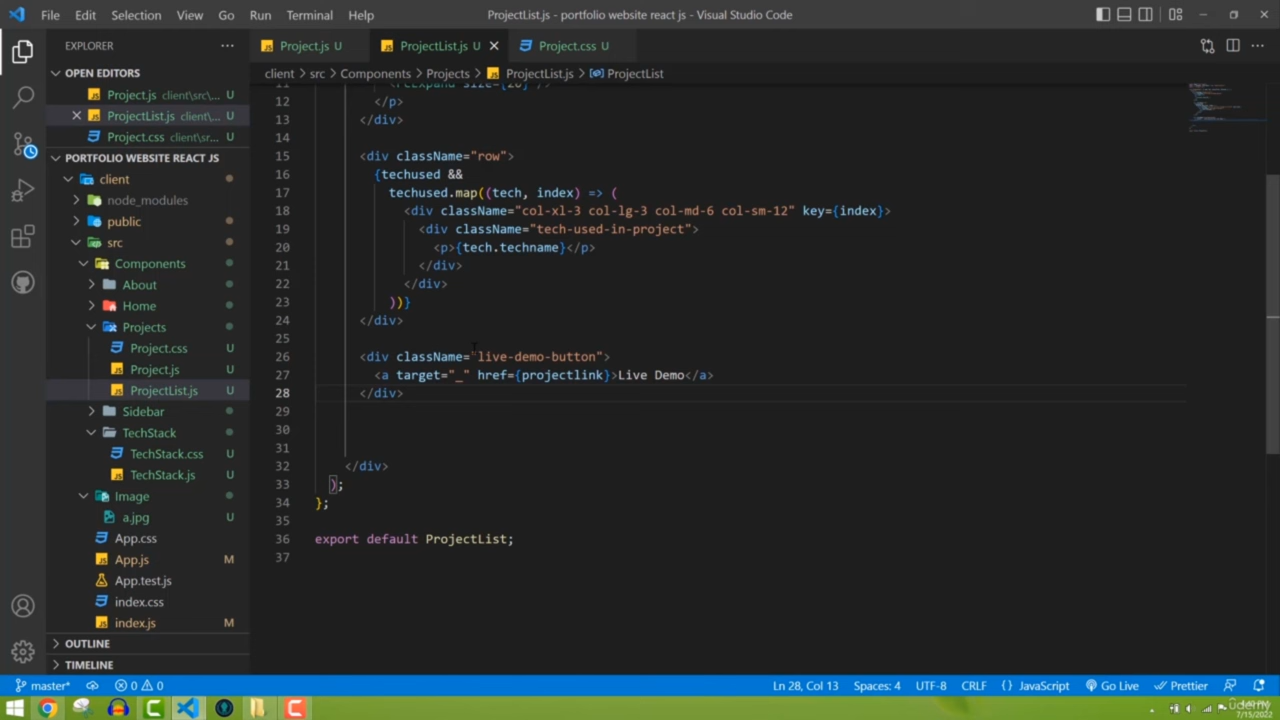 File Edit Selection View Go Run Terminal Help ProjectList.js - portfolio website react js - Visual Studio Code
EXPLORER
OPEN EDITORS
Project.js client\src\... U
ProjectList.js client\... U
Project.css client\sr... U
PORTFOLIO WEBSITE REACT JS
client
node_modules
public
src
Components
About
Home
Projects
Project.css U
Project.js U
ProjectList.js U
Sidebar
TechStack
TechStack.css U
TechStack.js U
Image
a.jpg U
App.css
App.js M
App.test.js
index.css
index.js M
OUTLINE
TIMELINE
Project.js U ProjectList.js U Project.css U
client > src > Components > Projects > ProjectList.js > ProjectList
12 </p>
13 </div>
14
15 <div className="row">
16 {techused &&
17 techused.map((tech, index) => (
18 <div className="col-xl-3 col-lg-3 col-md-6 col-sm-12" key={index}>
19 <div className="tech-used-in-project">
20 <p>{tech.techname}</p>
21 </div>
22 </div>
23 ))}
24 </div>
25
26 <div className="live-demo-button">
27 <a target="_" href={projectlink}>Live Demo</a>
28 </div>
29
30
31
32 </div>
33 );
34 };
35
36 export default ProjectList;
37
master* 0 0 Ln 28, Col 13 Spaces: 4 UTF-8 CRLF {} JavaScript Go Live Prettier
udemy
7/15/2022